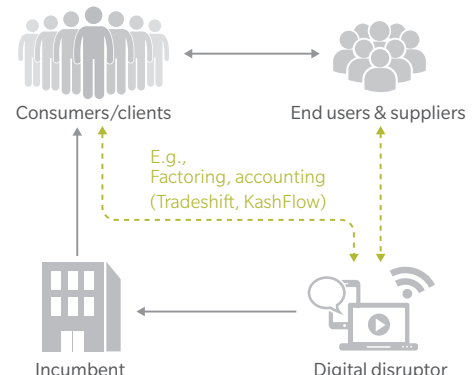 Consumers/clients
End users & suppliers
E.g.,
Factoring, accounting
(Tradeshift, KashFlow)
Incumbent
Digital disruptor